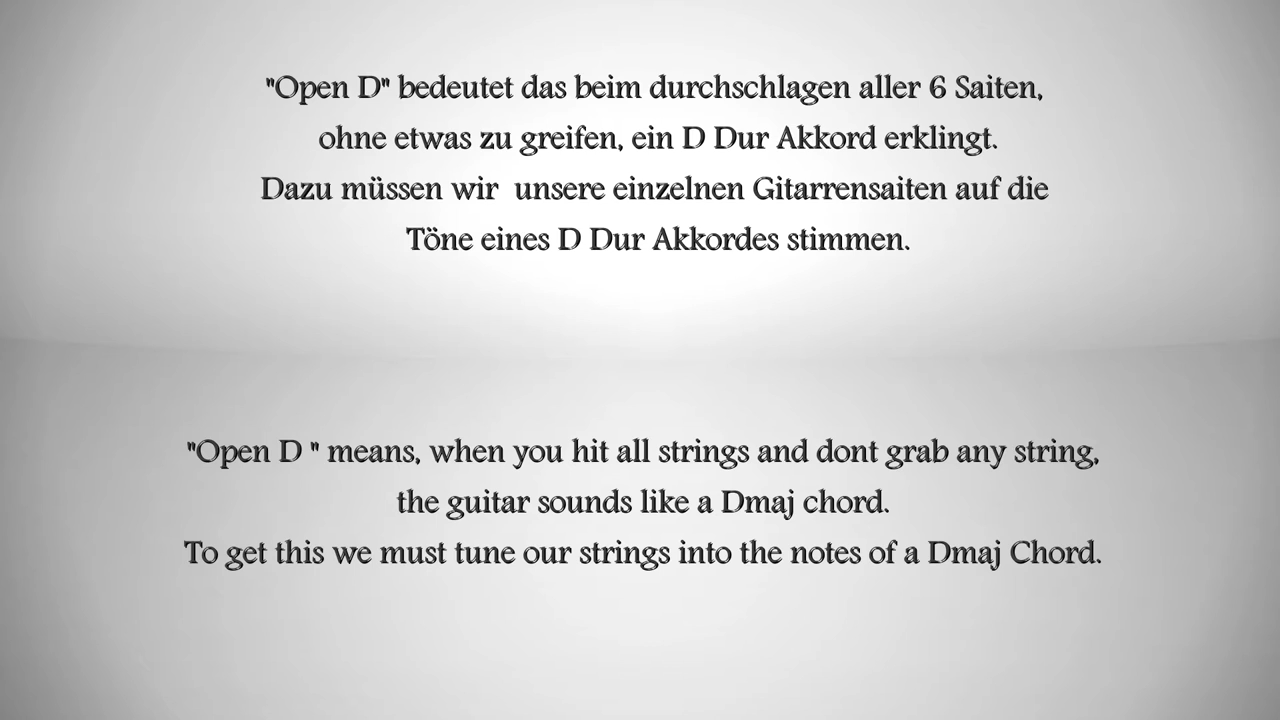 "Open D" bedeutet das beim durchschlagen aller 6 Saiten,
ohne etwas zu greifen, ein D Dur Akkord erklingt.
Dazu müssen wir  unsere einzelnen Gitarrensaiten auf die
Töne eines D Dur Akkordes stimmen.
"Open D " means, when you hit all strings and dont grab any string,
the guitar sounds like a Dmaj chord.
To get this we must tune our strings into the notes of a Dmaj Chord.